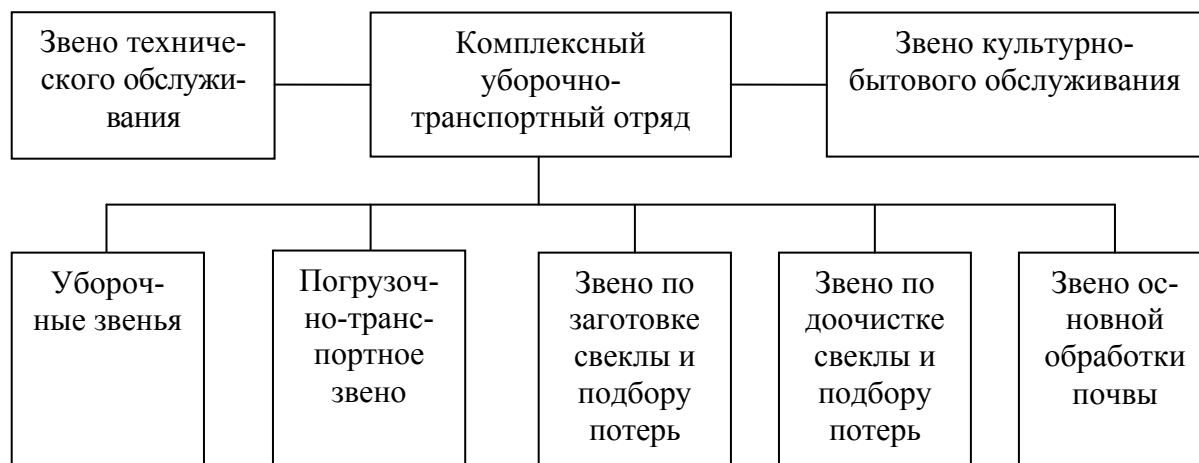 Звено техниче-
ского обслужи-
вания
Комплексный
уборочно-
транспортный отряд
Звено культурно-
бытового обслуживания
Убороч-
ные звенья
Погрузоч-
но-транс-
портное
звено
Звено по
заготовке
свеклы и
подбору
потерь
Звено по
доочистке
свеклы и
подбору
потерь
Звено ос-
новной
обработки
почвы